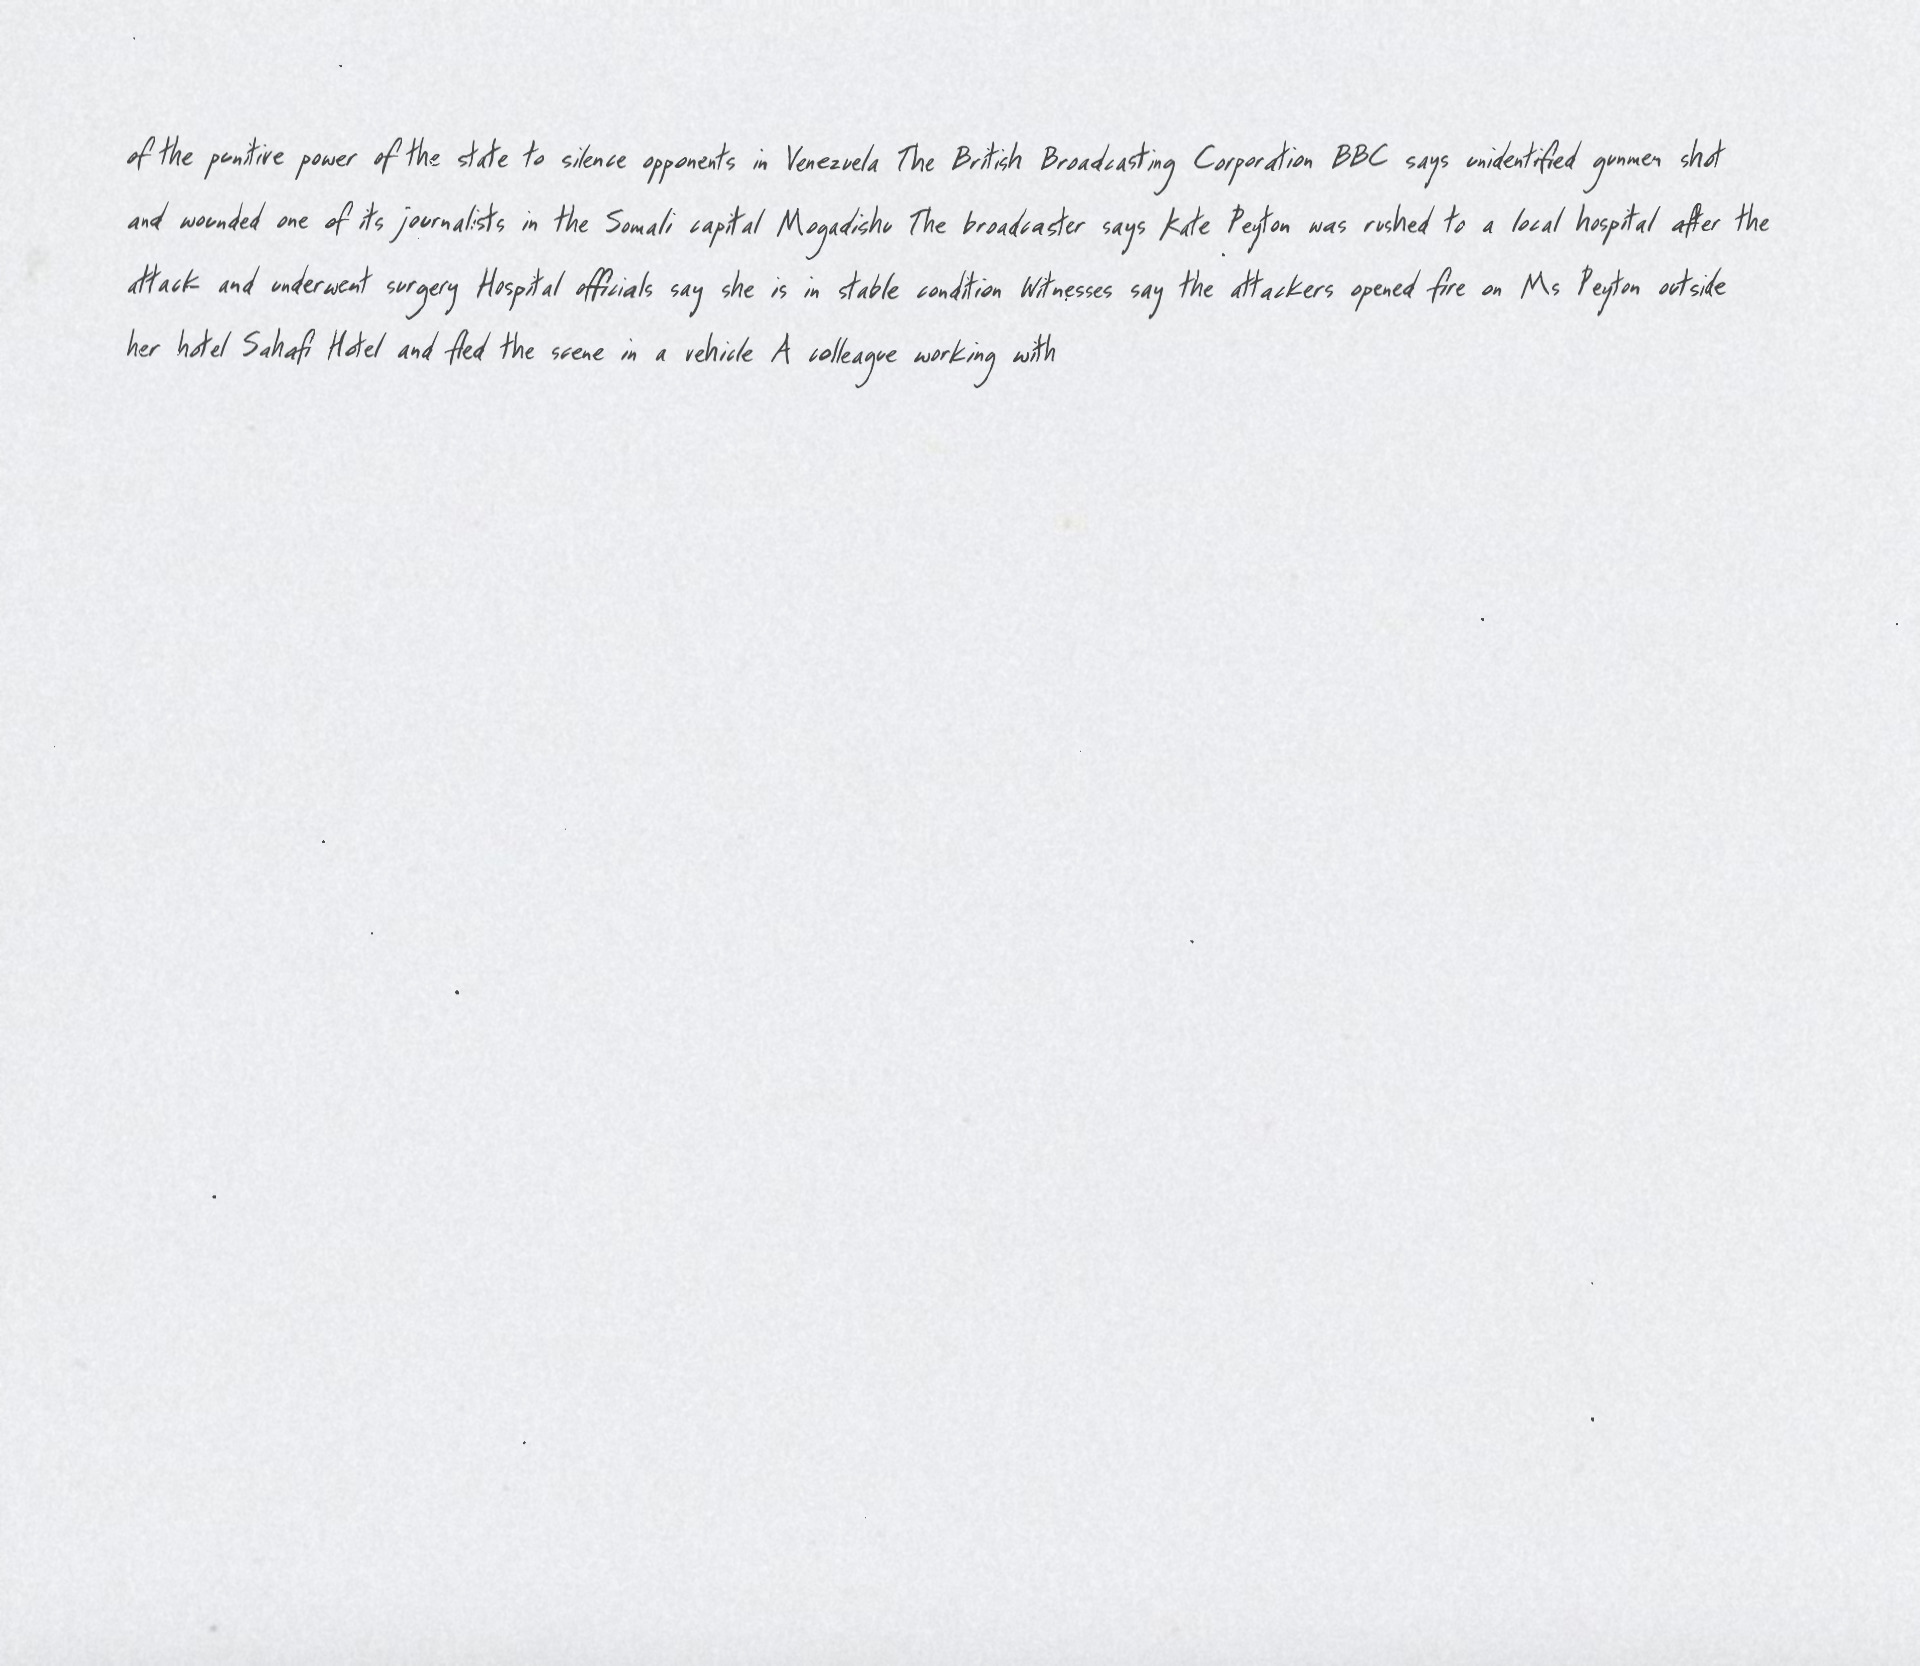 of the punitive power of the state to silence opponents in Venezuela The British Broadcasting Corporation BBC says unidentified gunmen shot
and wounded one of its journalists in the Somali capital Mogadishu The broadcaster says Kate Peyton was rushed to a local hospital after the
attack and underwent surgery Hospital officials say she is in stable condition Witnesses say the attackers opened fire on Ms Peyton outside
her hotel Sahafi Hotel and fled the scene in a vehicle A colleague working with